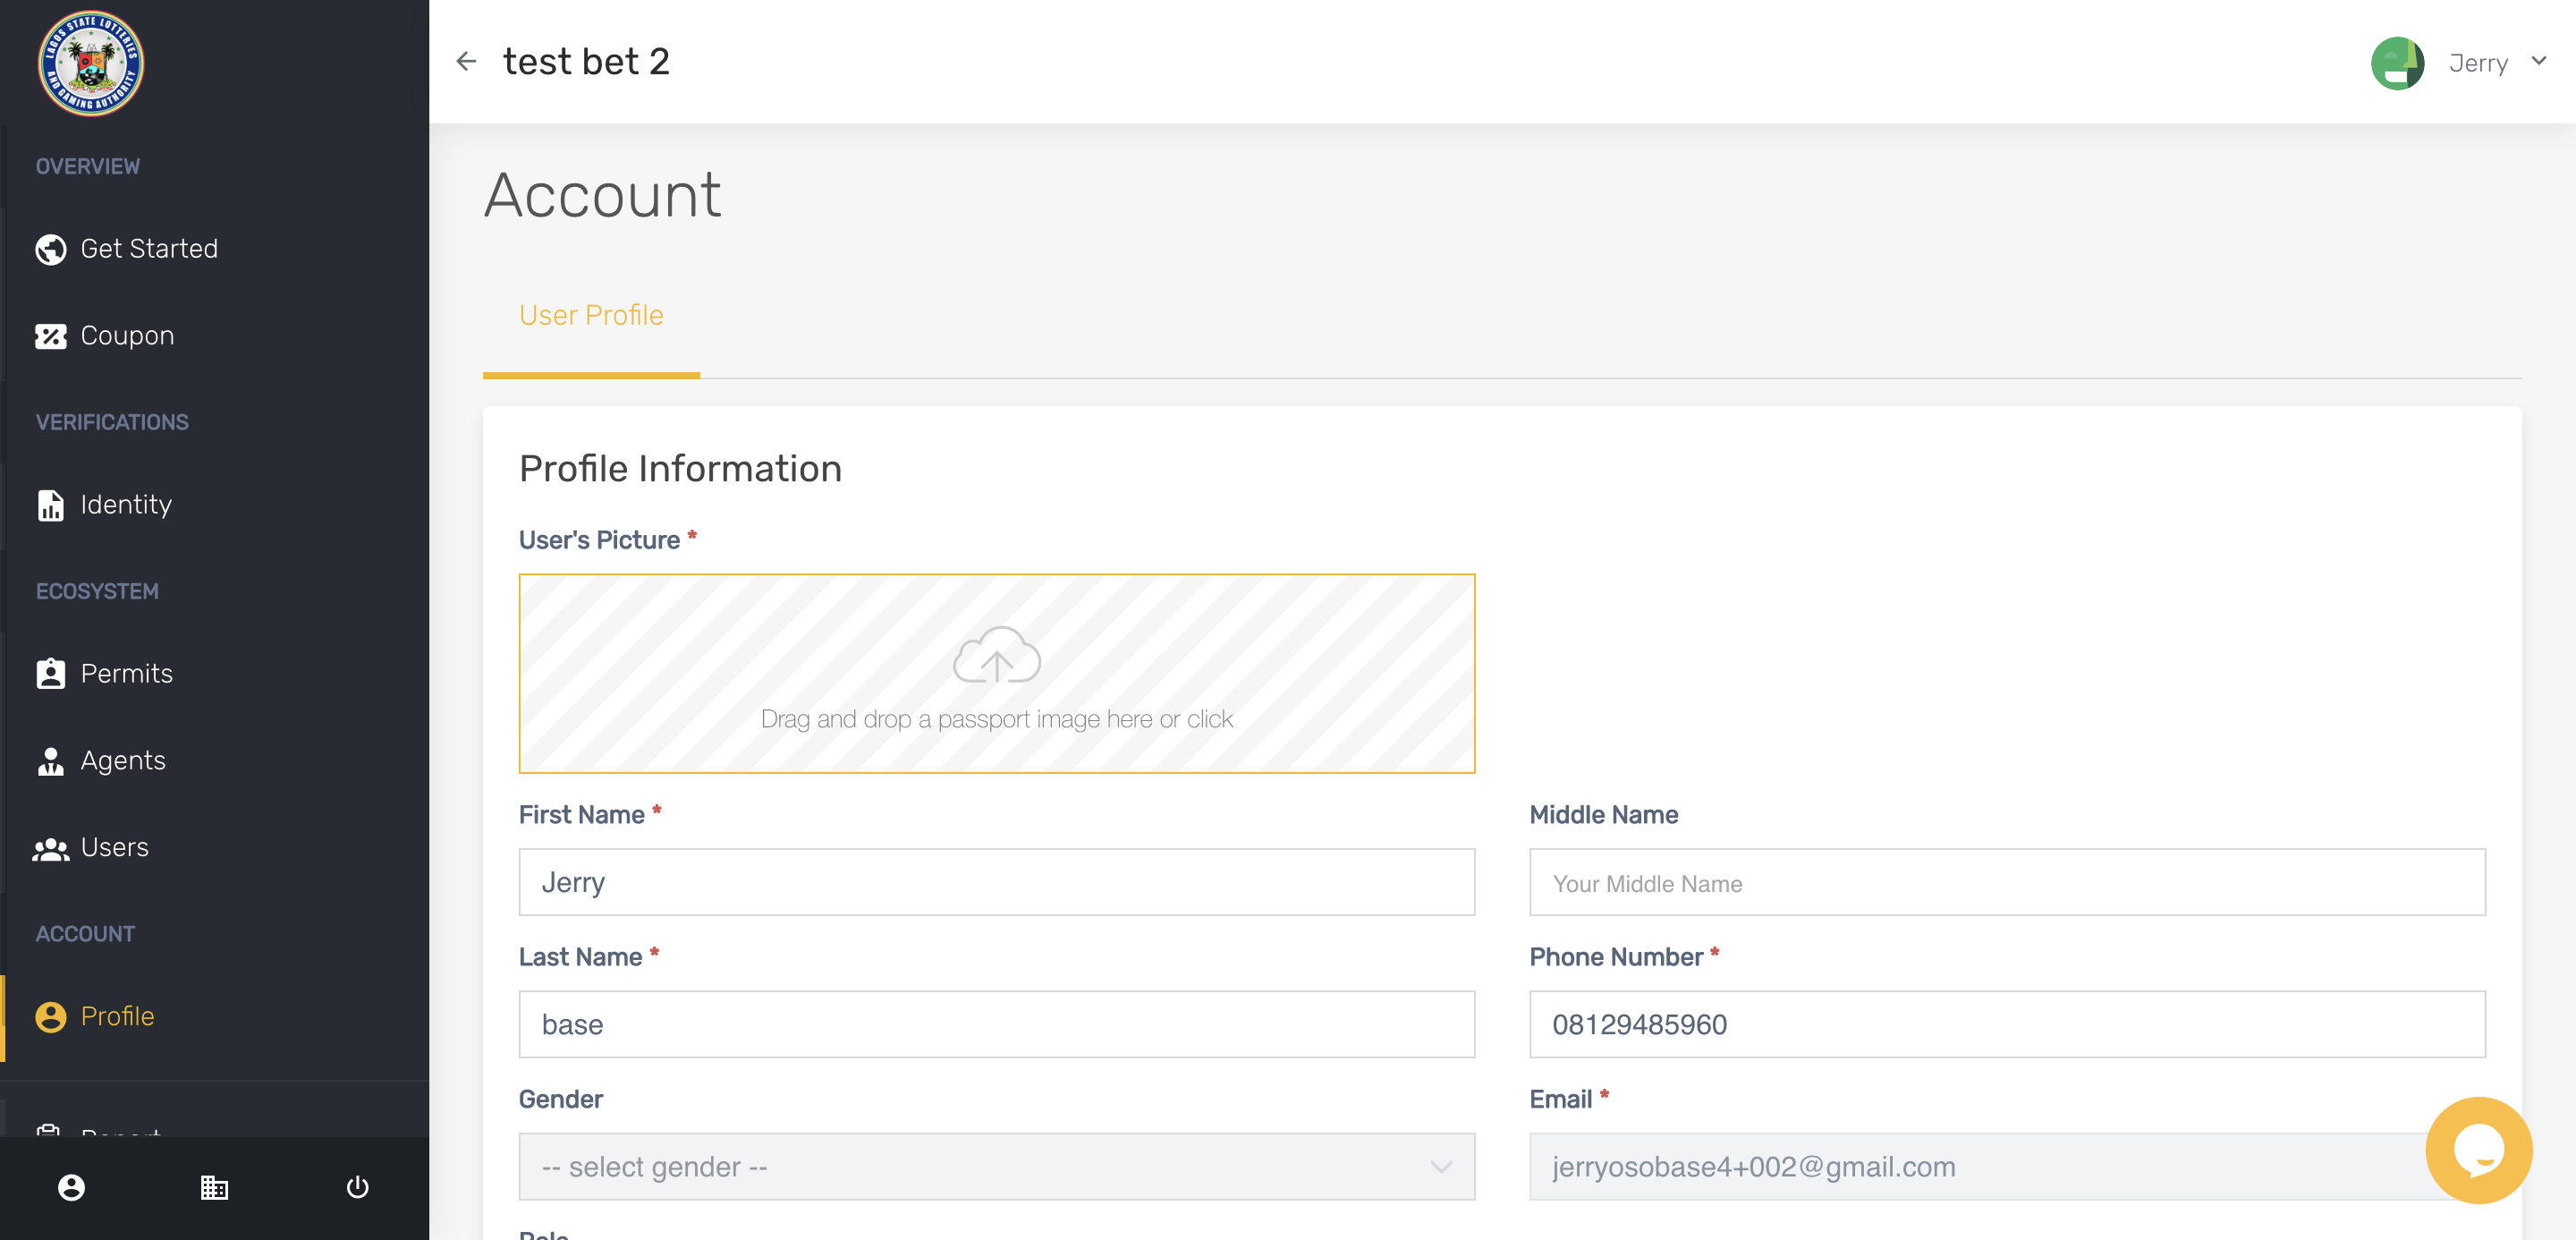 LAGOS STATE LOTTERIES
AND GAMING AUTHORITY
OVERVIEW
Get Started
Coupon
VERIFICATIONS
Identity
ECOSYSTEM
Permits
Agents
Users
ACCOUNT
Profile
Report
test bet 2
Jerry
Account
User Profile
Profile Information
User's Picture *
Drag and drop a passport image here or click
First Name *
Jerry
Middle Name
Your Middle Name
Last Name *
base
Phone Number *
08129485960
Gender
-- select gender --
Email *
jerryosobase4+002@gmail.com
Role